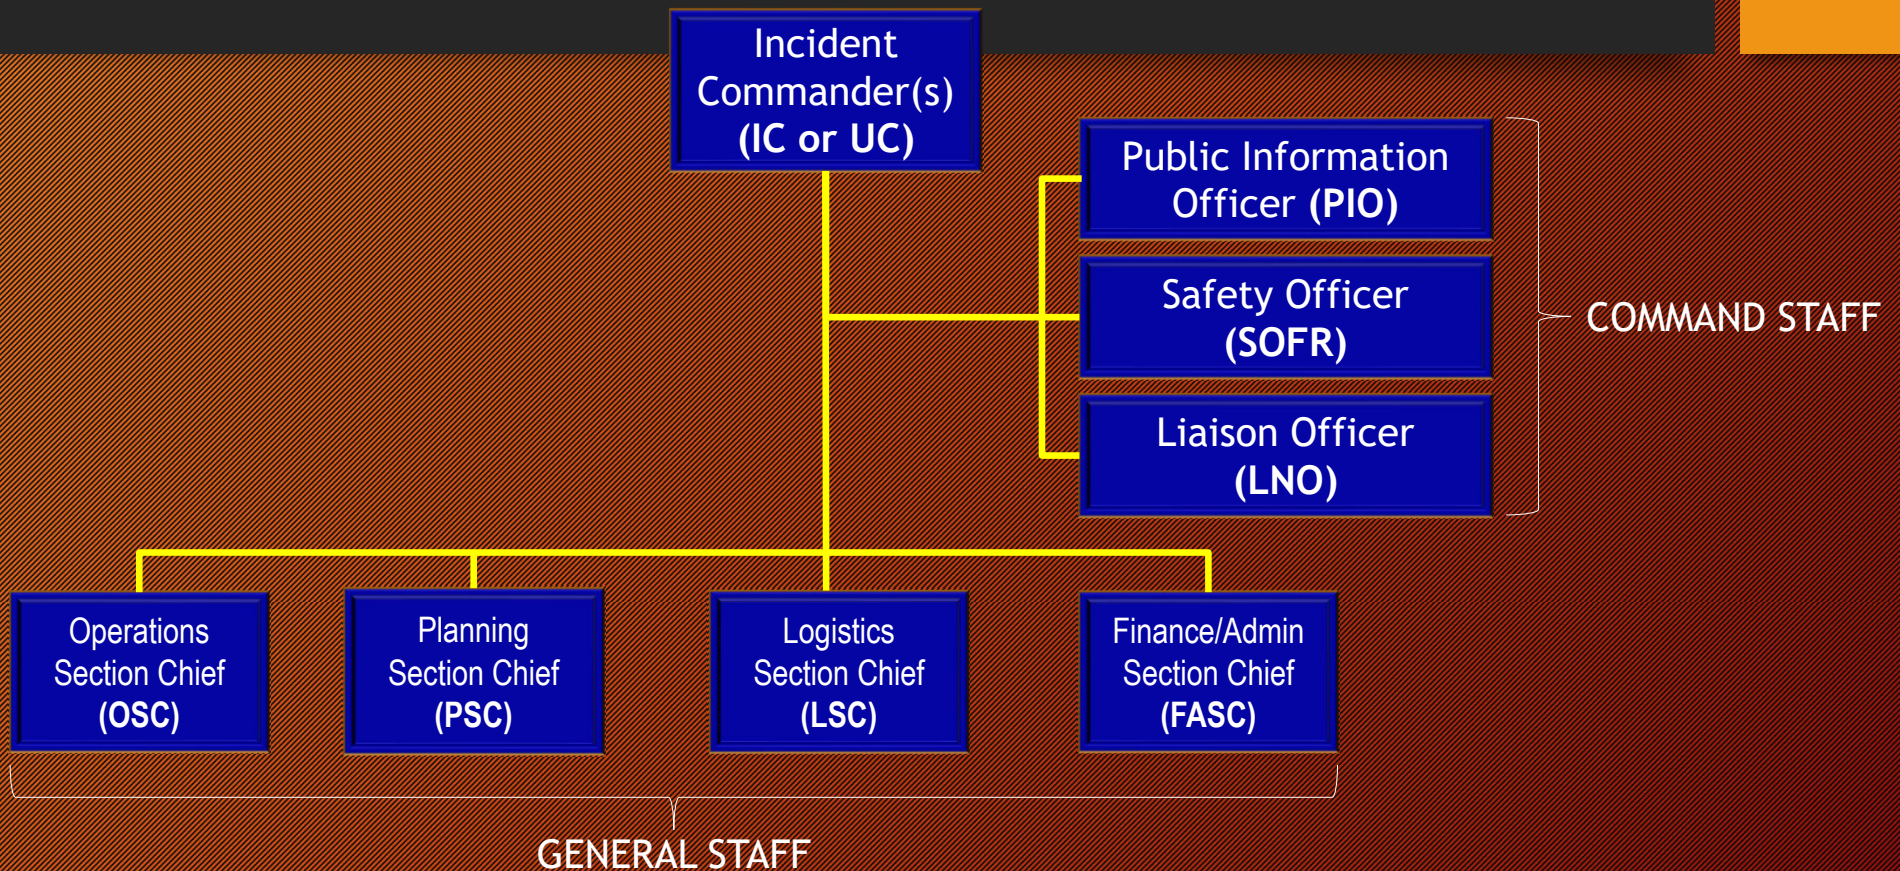 Incident
Commander(s)
(IC or UC)
Public Information
Officer (PIO)
Safety Officer
(SOFR)
COMMAND STAFF
Liaison Officer
(LNO)
Operations
Section Chief
(OSC)
Planning
Section Chief
(PSC)
Logistics
Section Chief
(LSC)
Finance/Admin
Section Chief
(FASC)
GENERAL STAFF